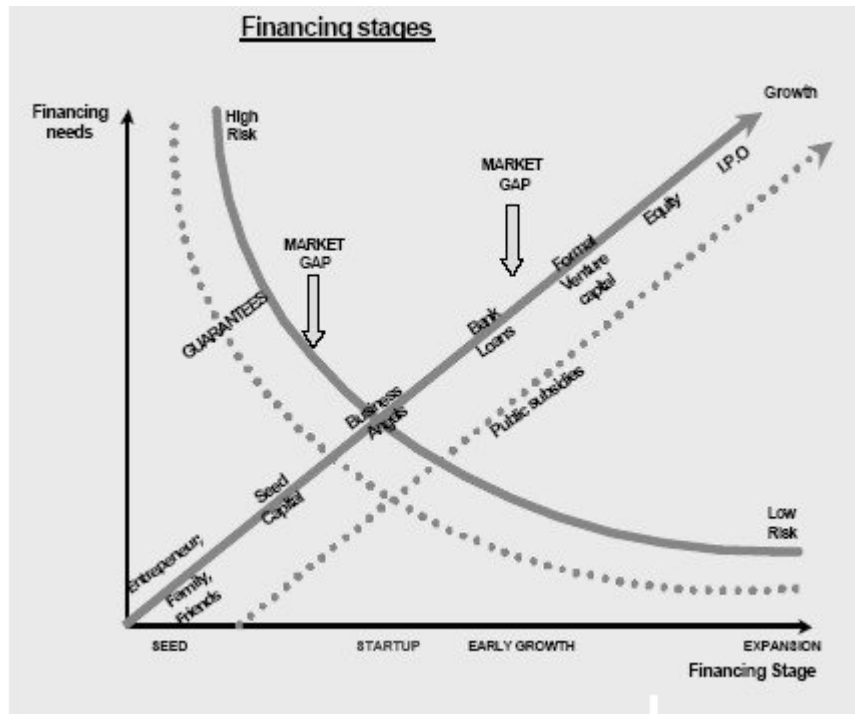 Financing stages
Financing
needs
High
Risk
Growth
MARKET
GAP
I.P.O
Equity
MARKET
GAP
Formal
Venture
capital
GUARANTEES
Bank
Loans
Public subsidies
Business
Angels
Seed
Capital
Low
Risk
Entrepeneur,
Family,
Friends
SEED
STARTUP
EARLY GROWTH
EXPANSION
Financing Stage